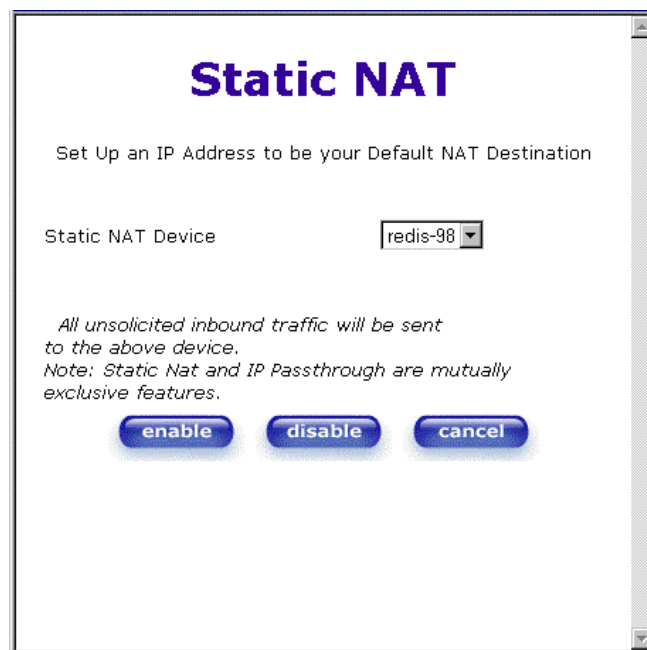 Static NAT
Set Up an IP Address to be your Default NAT Destination
Static NAT Device
redis-98
All unsolicited inbound traffic will be sent
to the above device.
Note: Static Nat and IP Passthrough are mutually
exclusive features.
enable
disable
cancel